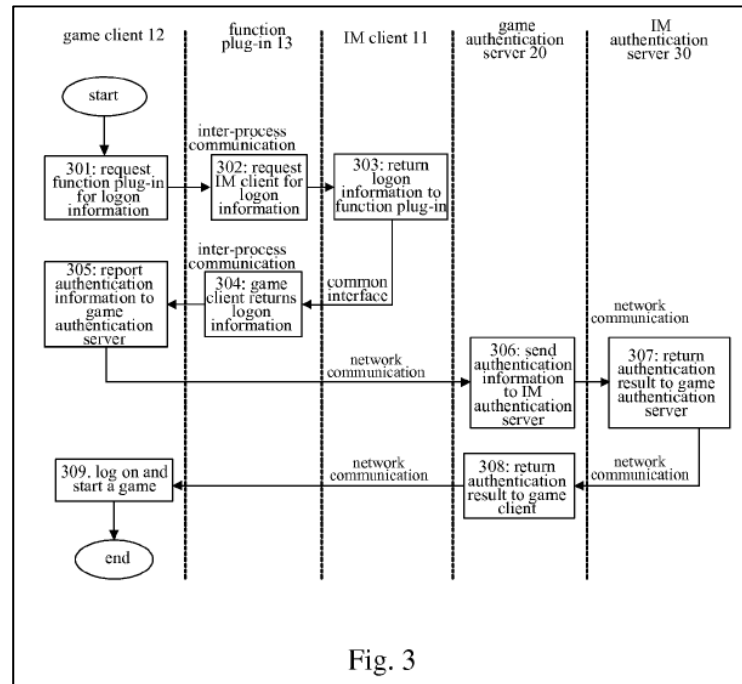 game client 12
function
plug-in 13
IM client 11
game
authentication
server 20
IM
authentication
server 30
start
inter-process
communication
301: request
function plug-in
for logon
information
302: request
IM client for
logon
information
303: return
logon
information to
function plug-in
inter-process
communication
305: report
authentication
information to
game
authentication
server
304: game
client returns
logon
information
common
interface
network
communication
network
communication
306: send
authentication
information
to IM
authentication
server
307: return
authentication
result to game
authentication
server
309. log on and
start a game
network
communication
308: return
authentication
result to game
client
network
communication
end
Fig. 3